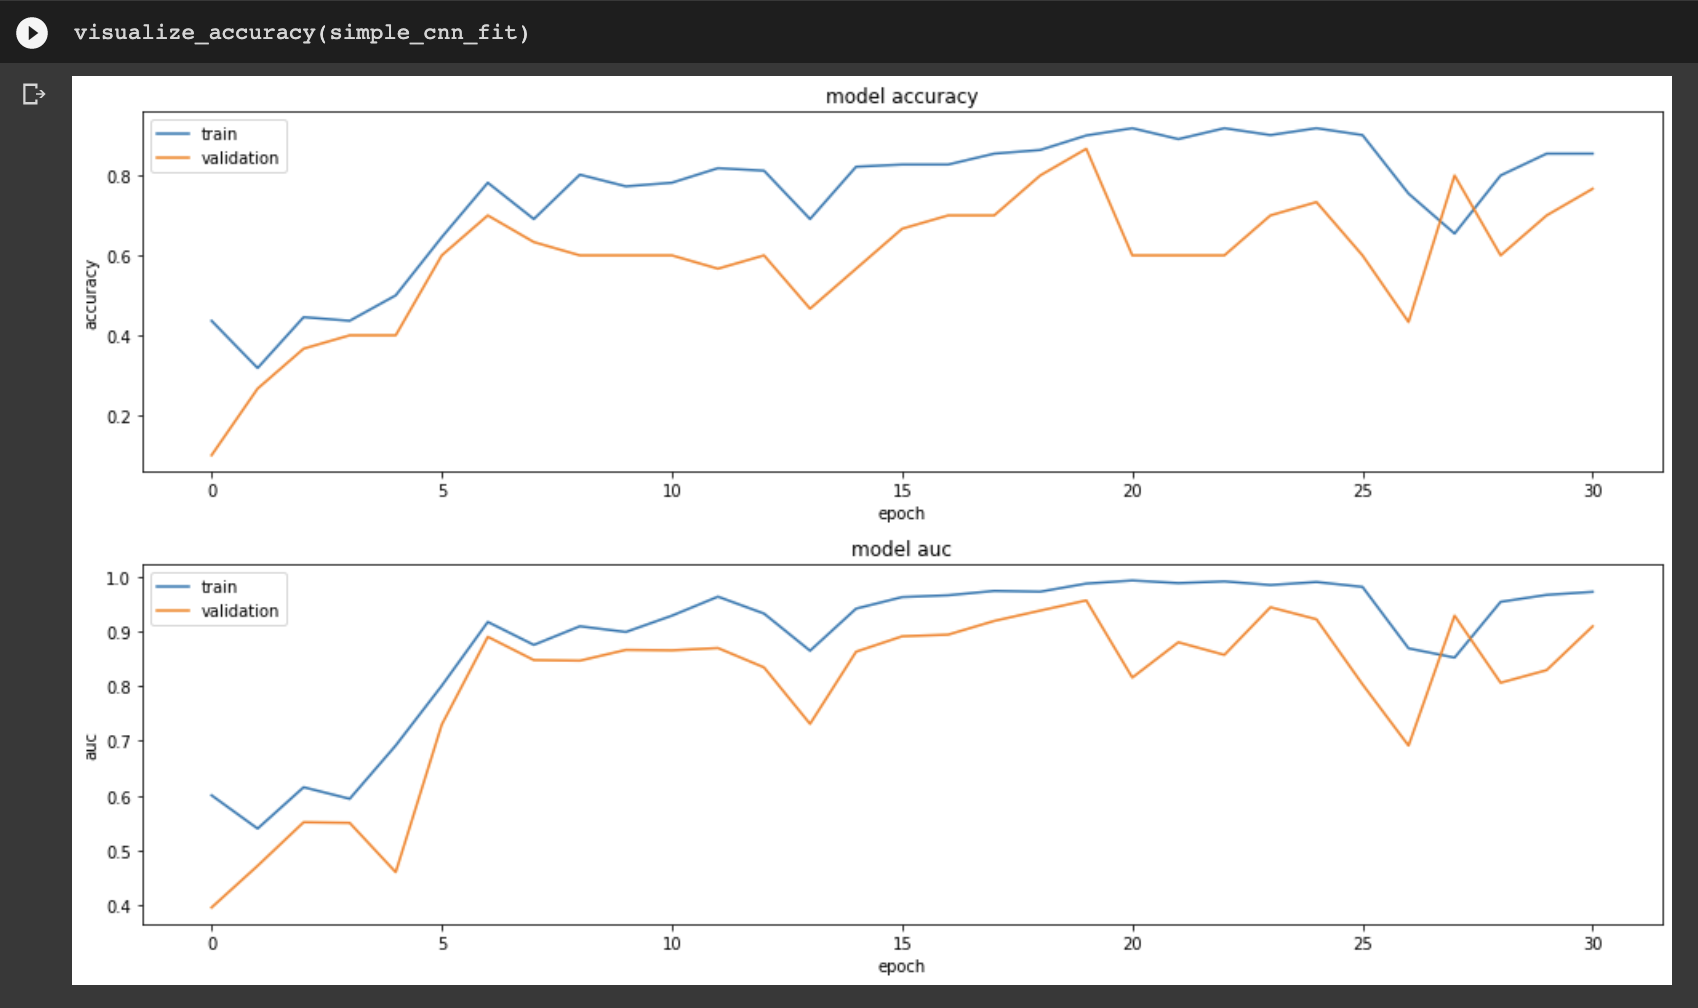 visualize_accuracy(simple_cnn_fit)
model accuracy
train
validation
0.8
0.6
0.4
0.2
accuracy
0 5 10 15 20 25 30
epoch
model auc
train
validation
1.0
0.9
0.8
0.7
0.6
0.5
0.4
auc
0 5 10 15 20 25 30
epoch